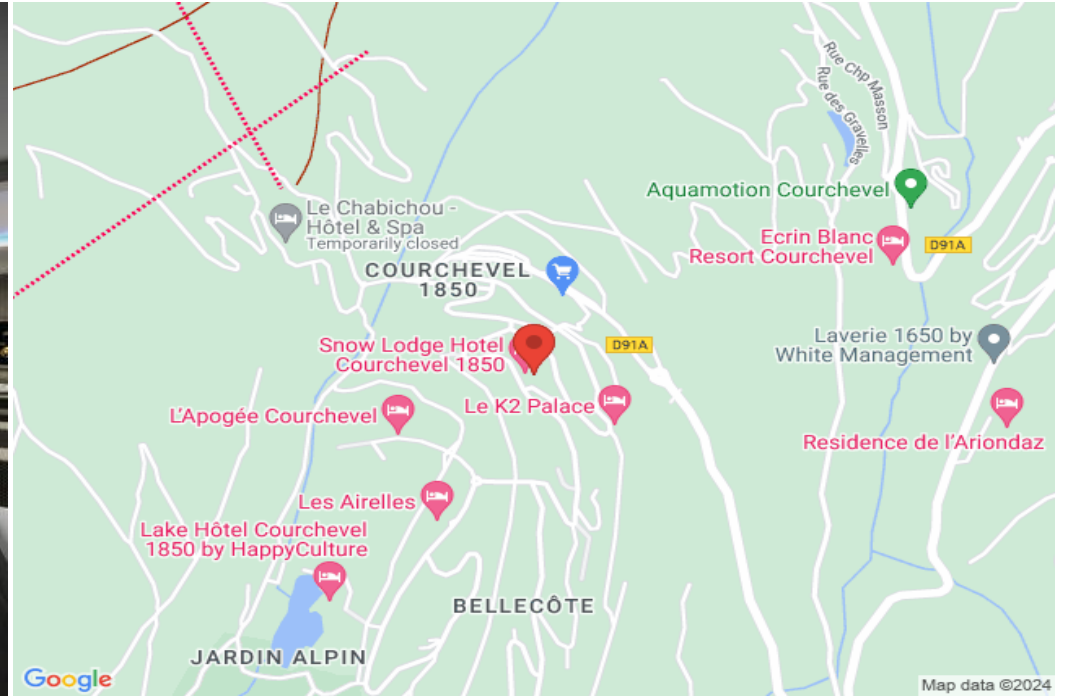 Rue Chp Masson
Rue des Gravelles
Aquamotion Courchevel
Le Chabichou -
Hôtel & Spa
Temporarily closed
Ecrin Blanc
Resort Courchevel
D91A
COURCHEVEL
1850
Snow Lodge Hotel
Courchevel 1850
D91A
Laverie 1650 by
White Management
L'Apogée Courchevel
Le K2 Palace
Residence de l'Ariondaz
Les Airelles
Lake Hôtel Courchevel
1850 by HappyCulture
BELLECÔTE
JARDIN ALPIN
Google
Map data ©2024